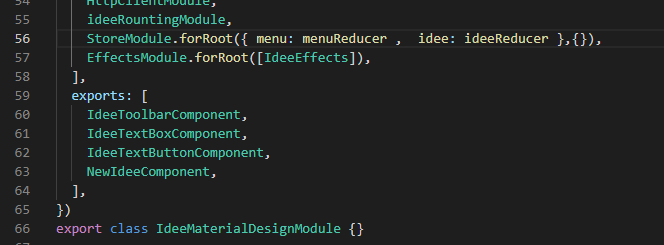 54 HttpClientModule,
55 ideeRountingModule,
56 StoreModule.forRoot({ menu: menuReducer ,  idee: ideeReducer },{}),
57 EffectsModule.forRoot([IdeeEffects]),
58 ],
59 exports: [
60 IdeeToolbarComponent,
61 IdeeTextBoxComponent,
62 IdeeTextButtonComponent,
63 NewIdeeComponent,
64 ],
65 })
66 export class IdeeMaterialDesignModule {}